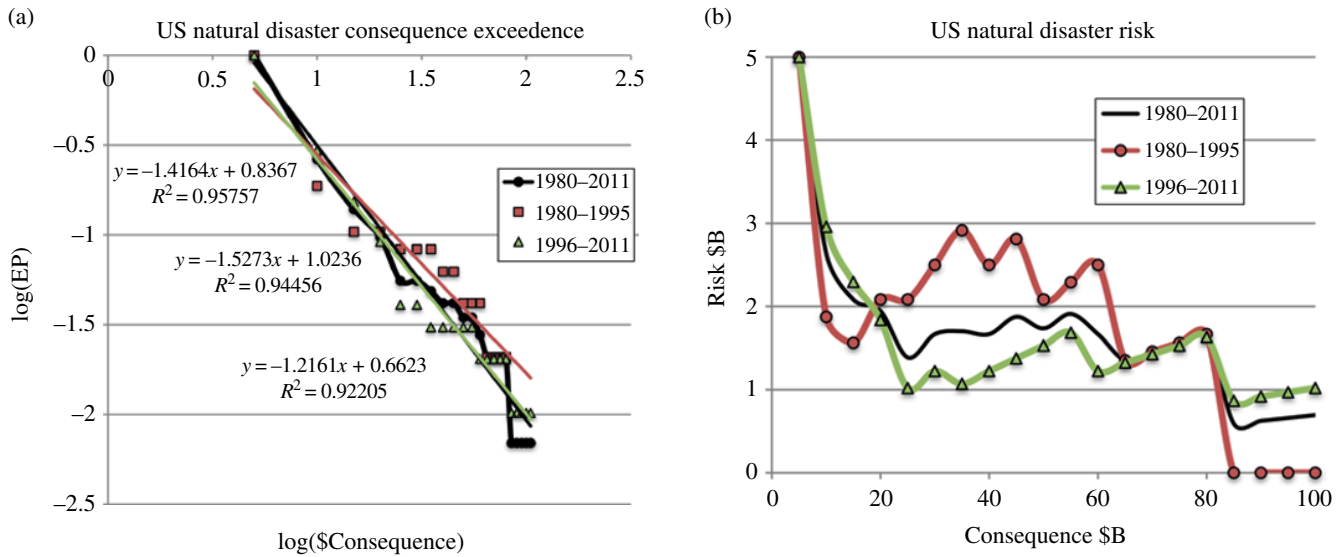 (a)
US natural disaster consequence exceedence
0
0 0.5 1 1.5 2 2.5
–0.5
–1
–1.5
–2
–2.5
log(EP)
log($Consequence)
y = –1.4164x + 0.8367
R² = 0.95757
y = –1.5273x + 1.0236
R² = 0.94456
y = –1.2161x + 0.6623
R² = 0.92205
1980–2011
1980–1995
1996–2011
(b)
US natural disaster risk
5
4
3
2
1
0
Risk $B
0 20 40 60 80 100
Consequence $B
1980–2011
1980–1995
1996–2011